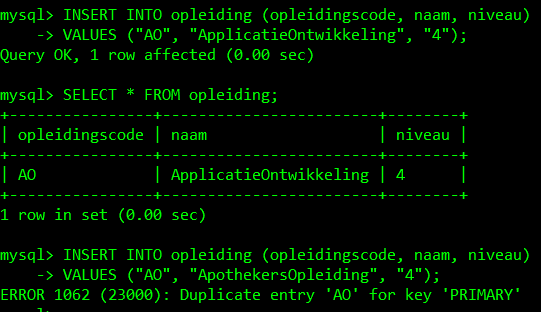 mysql> INSERT INTO opleiding (opleidingscode, naam, niveau)
    -> VALUES ("AO", "ApplicatieOntwikkeling", "4");
Query OK, 1 row affected (0.00 sec)

mysql> SELECT * FROM opleiding;
+----------------+------------------------+--------+
| opleidingscode | naam                   | niveau |
+----------------+------------------------+--------+
| AO             | ApplicatieOntwikkeling | 4      |
+----------------+------------------------+--------+
1 row in set (0.00 sec)

mysql> INSERT INTO opleiding (opleidingscode, naam, niveau)
    -> VALUES ("AO", "ApothekersOpleiding", "4");
ERROR 1062 (23000): Duplicate entry 'AO' for key 'PRIMARY'